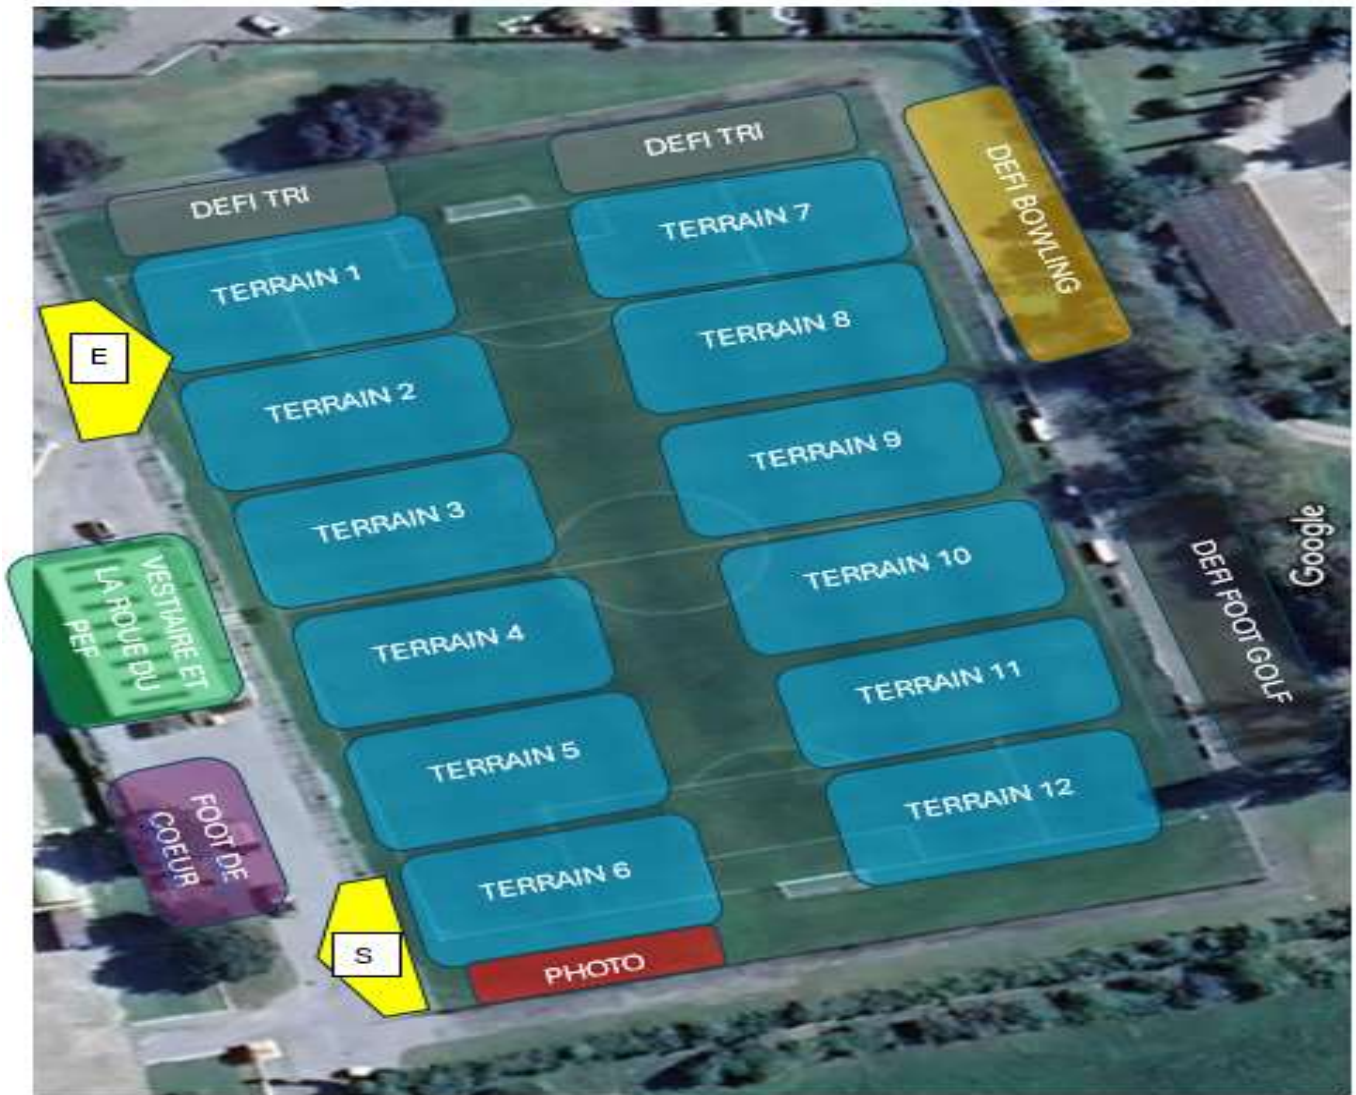 DEFI TRI
DEFI TRI
DEFI BOWLING
TERRAIN 1
TERRAIN 7
E
TERRAIN 2
TERRAIN 8
TERRAIN 3
TERRAIN 9
VESTIAIRE ET
LA ROUE DU
PEF
TERRAIN 4
TERRAIN 10
DEFI FOOT GOLF
Google
TERRAIN 5
TERRAIN 11
FOOT DE
COEUR
TERRAIN 6
TERRAIN 12
S
PHOTO